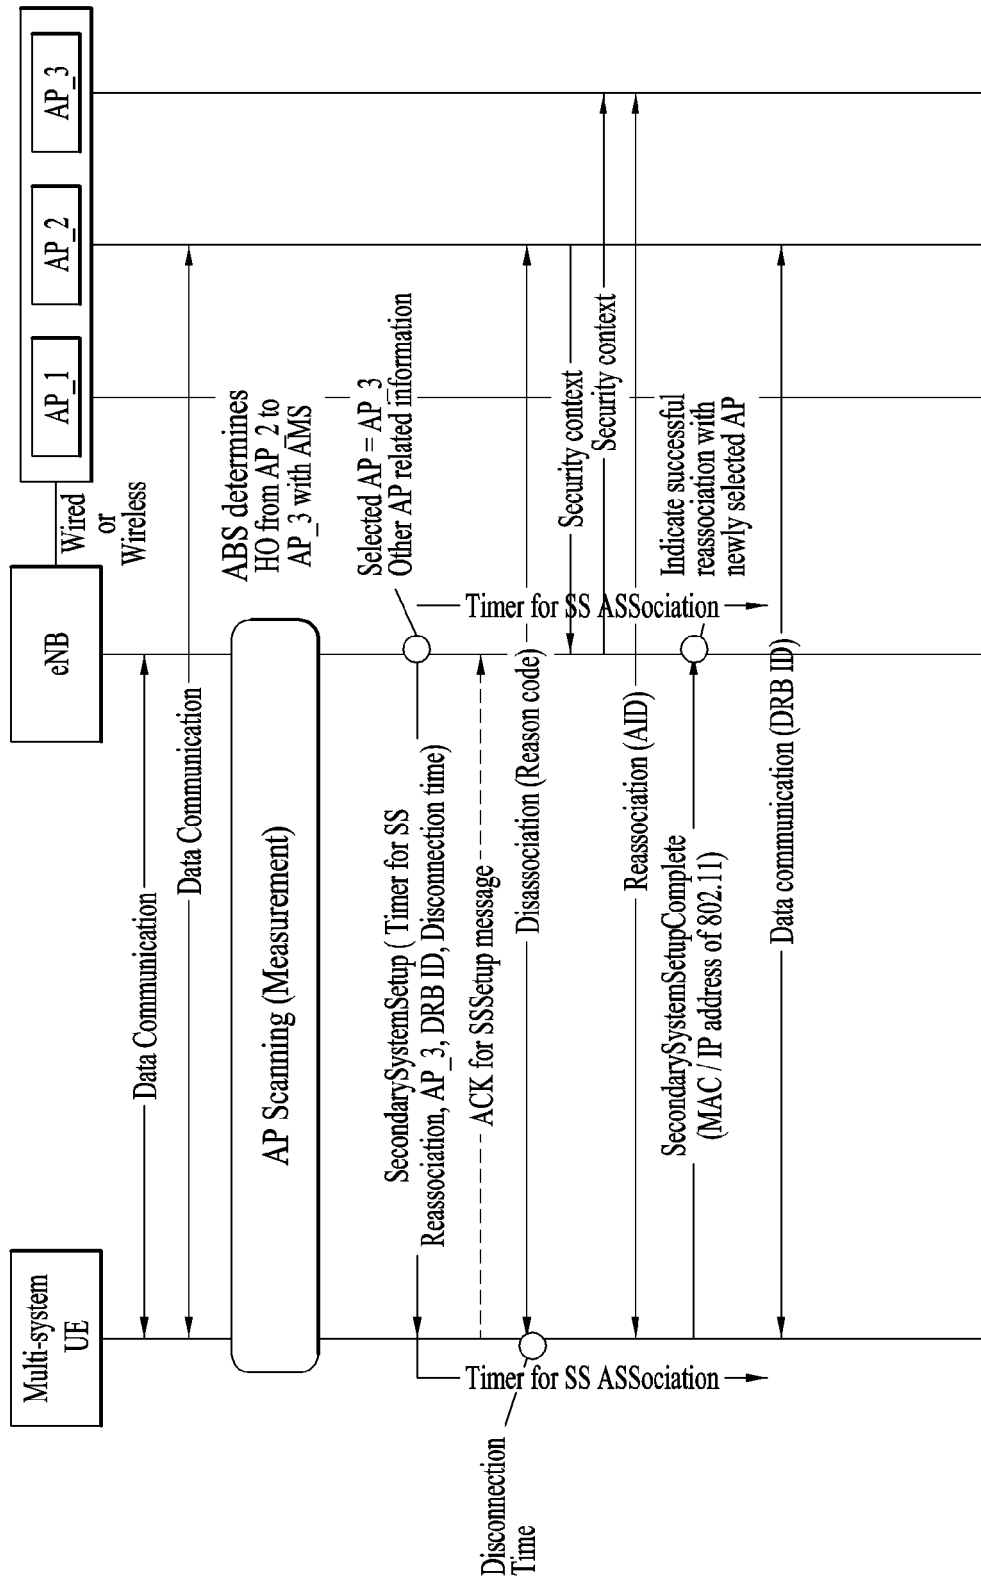 Multi-system
UE
eNB
Wired
or
Wireless
AP_1
AP_2
AP_3
Data Communication
Data Communication
AP Scanning (Measurement)
ABS determines
HO from AP_2 to
AP_3 with AMS
SecondarySystemSetup ( Timer for SS
Reassociation, AP_3, DRB ID, Disconnection time)
Selected AP = AP_3
Other AP related information
ACK for SSSetup message
Timer for SS ASSociation
Timer for SS ASSociation
Disconnection
Time
Disassociation (Reason code)
Security context
Security context
Reassociation (AID)
SecondarySystemSetupComplete
(MAC / IP address of 802.11)
Indicate successful
reassociation with
newly selected AP
Data communication (DRB ID)